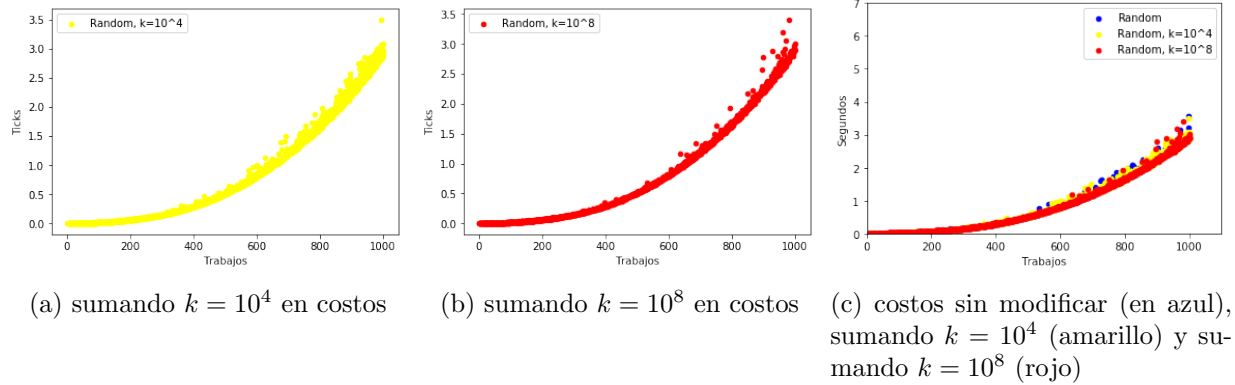 3.5
3.0
2.5
2.0
1.5
1.0
0.5
0.0
Ticks
Random, k=10^4
0 200 400 600 800 1000
Trabajos
(a) sumando k = 10^4 en costos
3.5
3.0
2.5
2.0
1.5
1.0
0.5
0.0
Ticks
Random, k=10^8
0 200 400 600 800 1000
Trabajos
(b) sumando k = 10^8 en costos
7
6
5
4
3
2
1
0
Segundos
Random
Random, k=10^4
Random, k=10^8
0 200 400 600 800 1000
Trabajos
(c) costos sin modificar (en azul),
sumando k = 10^4 (amarillo) y su-
mando k = 10^8 (rojo)